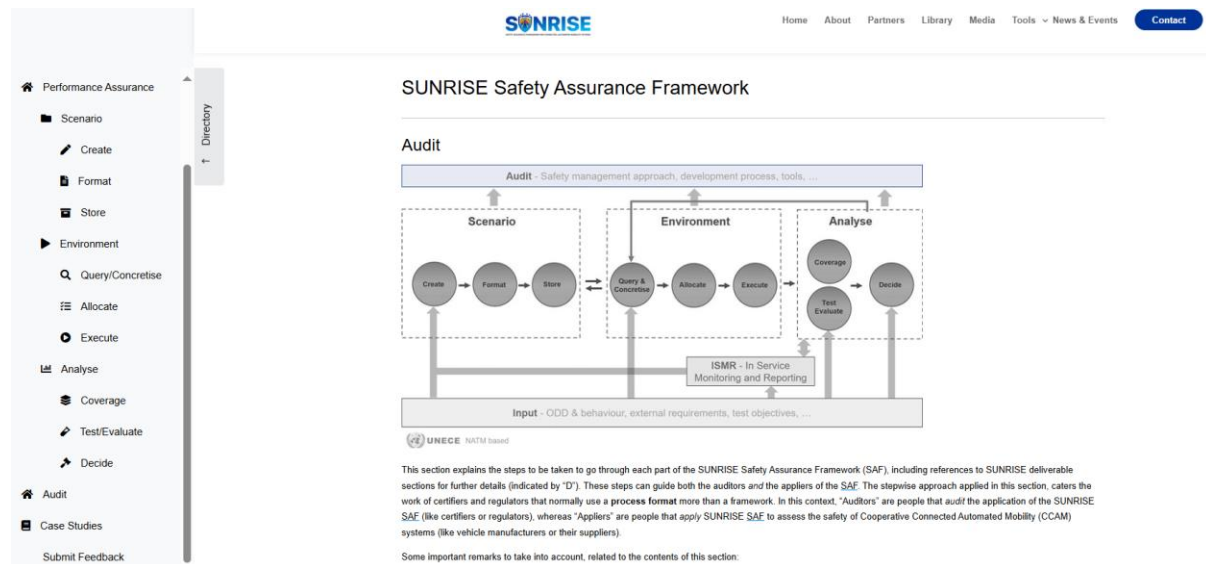 SUNRISE
Home About Partners Library Media Tools News & Events Contact
Performance Assurance
Scenario
Create
Format
Store
Environment
Query/Concretise
Allocate
Execute
Analyse
Coverage
Test/Evaluate
Decide
Audit
Case Studies
Submit Feedback
Directory
SUNRISE Safety Assurance Framework
Audit
Audit - Safety management approach, development process, tools, ...
Scenario
Environment
Analyse
Create
Format
Store
Query &
Concretise
Allocate
Execute
Coverage
Test
Evaluate
Decide
ISMR - In Service
Monitoring and Reporting
Input - ODD & behaviour, external requirements, test objectives, ...
UNECE NATM based
This section explains the steps to be taken to go through each part of the SUNRISE Safety Assurance Framework (SAF), including references to SUNRISE deliverable
sections for further details (indicated by "D"). These steps can guide both the auditors and the appliers of the SAF. The stepwise approach applied in this section, caters the
work of certifiers and regulators that normally use a process format more than a framework. In this context, "Auditors" are people that audit the application of the SUNRISE
SAF (like certifiers or regulators), whereas "Appliers" are people that apply SUNRISE SAF to assess the safety of Cooperative Connected Automated Mobility (CCAM)
systems (like vehicle manufacturers or their suppliers).
Some important remarks to take into account, related to the contents of this section: